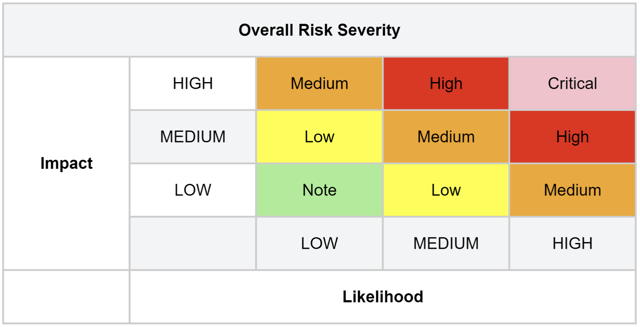 Overall Risk Severity
HIGH Medium High Critical
Impact MEDIUM Low Medium High
LOW Note Low Medium
LOW MEDIUM HIGH
Likelihood